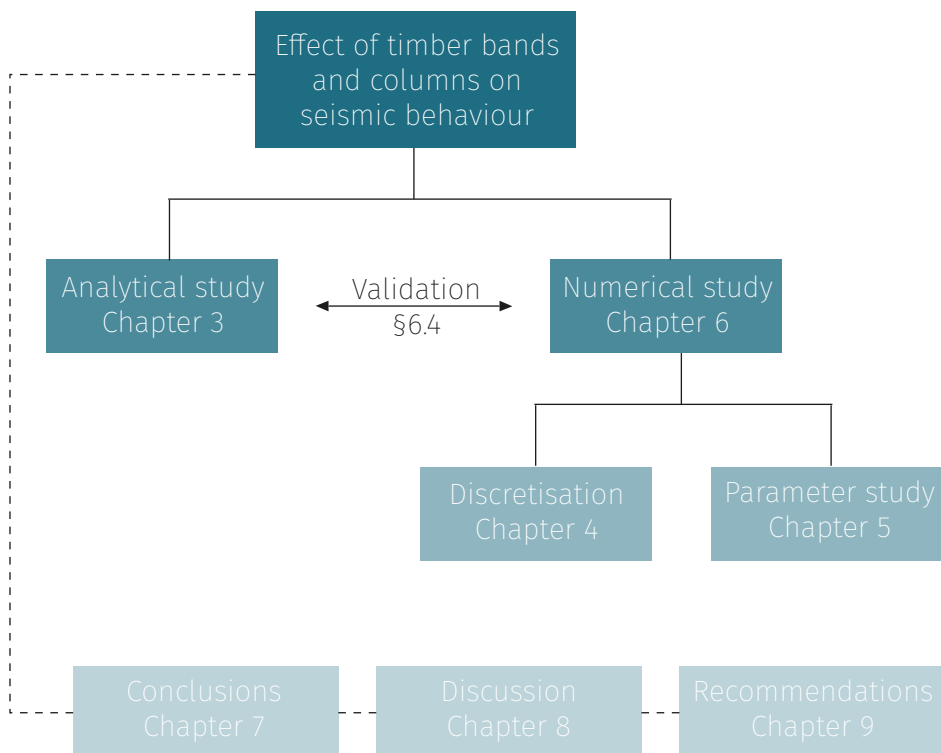 Effect of timber bands
and columns on
seismic behaviour
Analytical study
Chapter 3
Validation
§6.4
Numerical study
Chapter 6
Discretisation
Chapter 4
Parameter study
Chapter 5
Conclusions
Chapter 7
Discussion
Chapter 8
Recommendations
Chapter 9